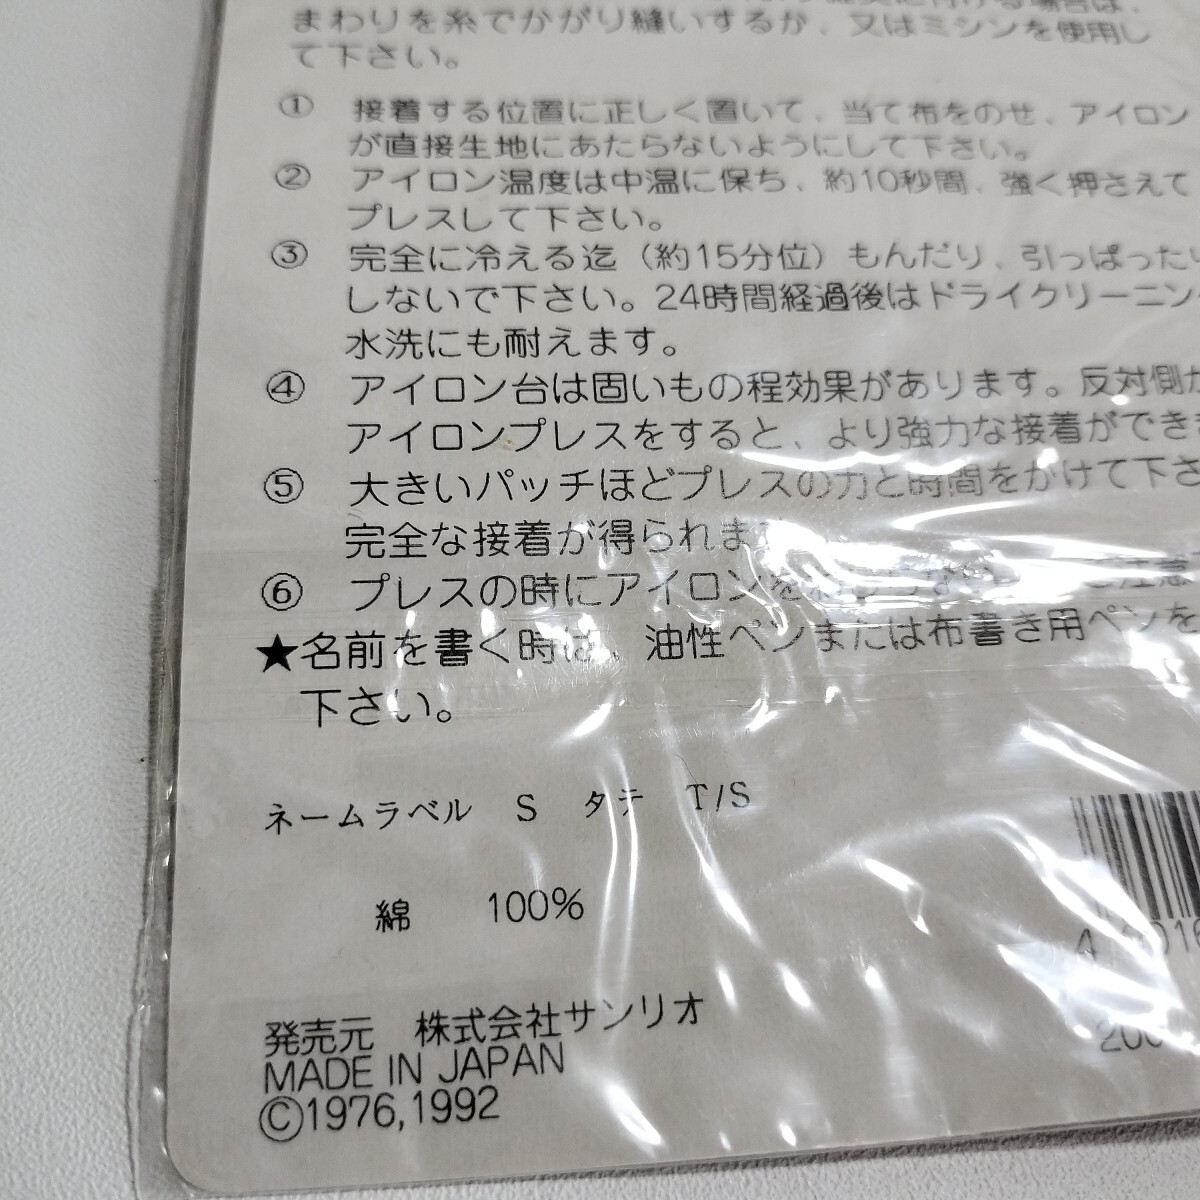 に付ける場合は、
まわりを糸でかがり縫いするか、又はミシンを使用し
て下さい。
① 接着する位置に正しく置いて、当て布をのせ、アイロン
が直接生地にあたらないようにして下さい。
② アイロン温度は中温に保ち、約10秒間、強く押さえて
プレスして下さい。
③ 完全に冷える迄（約15分位）もんだり、引っぱったり
しないで下さい。24時間経過後はドライクリーニン
水洗にも耐えます。
④ アイロン台は固いもの程効果があります。反対側か
アイロンプレスをすると、より強力な接着ができ
⑤ 大きいパッチほどプレスの力と時間をかけて下さ
完全な接着が得られます
⑥ プレスの時にアイロンを
★名前を書く時は、油性ペンまたは布書き用ペンを
下さい。
ネームラベル S タテ T/S
綿 100%
発売元 株式会社サンリオ
MADE IN JAPAN
©1976,1992